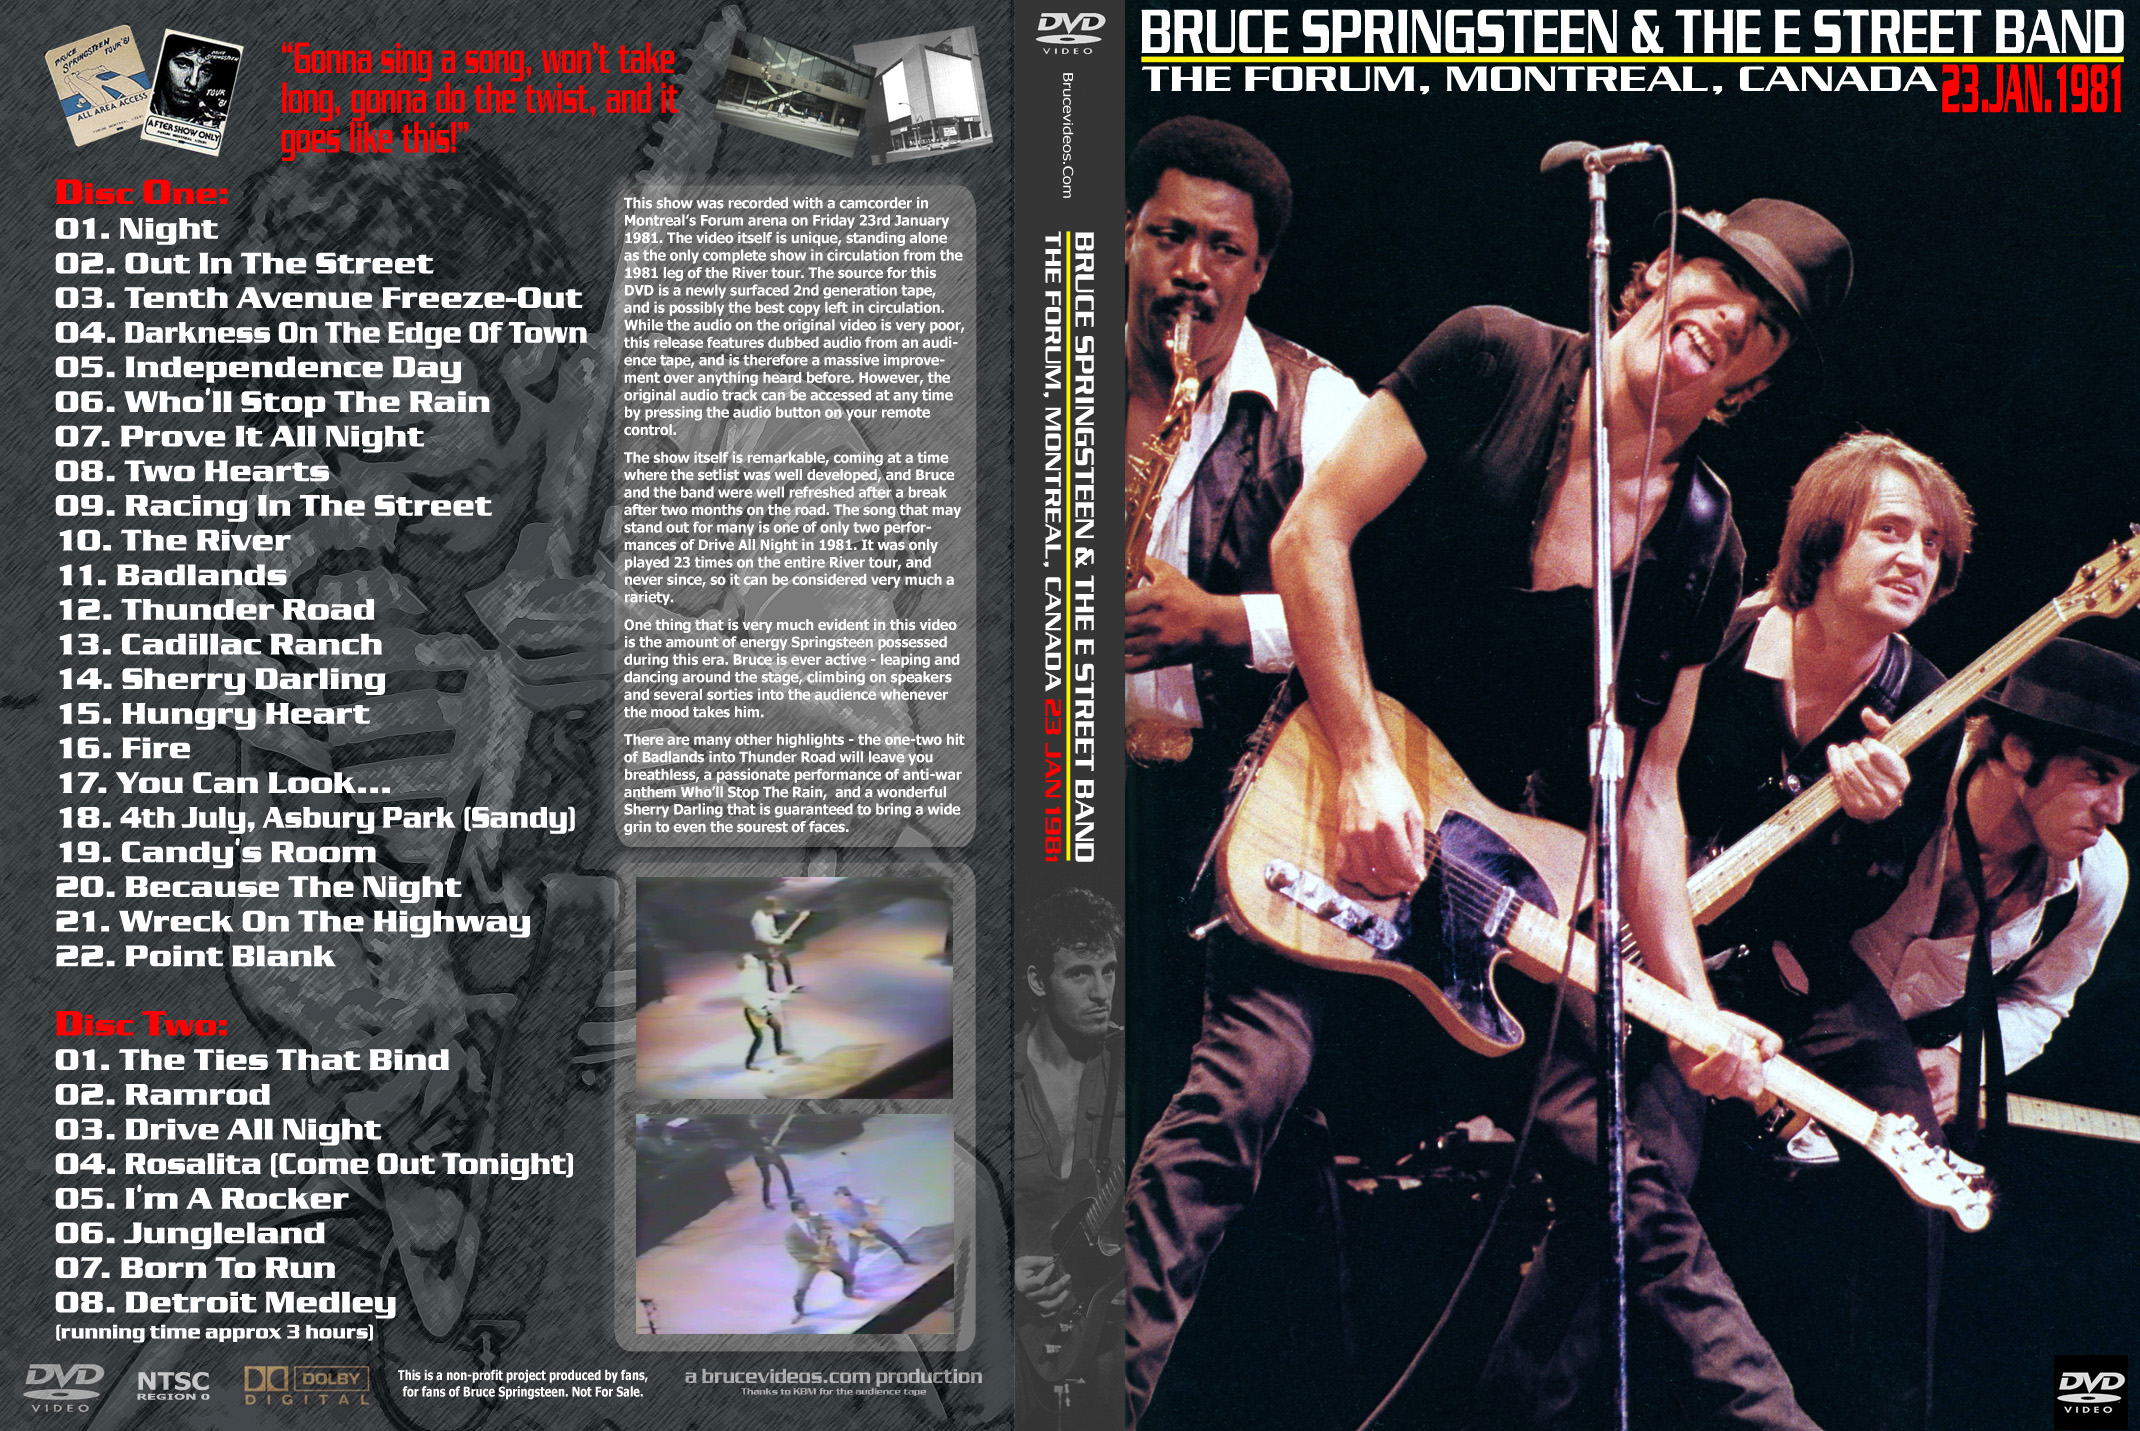 BRUCE
SPRINGSTEEN
TOUR '81
ALL AREA ACCESS
TOUR
'81
AFTERSHOW ONLY
"Gonna sing a song, won't take
long, gonna do the twist, and it
goes like this!"
Disc One:
01. Night
02. Out In The Street
03. Tenth Avenue Freeze-Out
04. Darkness On The Edge Of Town
05. Independence Day
06. Who'll Stop The Rain
07. Prove It All Night
08. Two Hearts
09. Racing In The Street
10. The River
11. Badlands
12. Thunder Road
13. Cadillac Ranch
14. Sherry Darling
15. Hungry Heart
16. Fire
17. You Can Look...
18. 4th July, Asbury Park (Sandy)
19. Candy's Room
20. Because The Night
21. Wreck On The Highway
22. Point Blank
Disc Two:
01. The Ties That Bind
02. Ramrod
03. Drive All Night
04. Rosalita (Come Out Tonight)
05. I'm A Rocker
06. Jungleland
07. Born To Run
08. Detroit Medley
(running time approx 3 hours)
This show was recorded with a camcorder in
Montreal's Forum arena on Friday 23rd January
1981. The video itself is unique, standing alone
as the only complete show in circulation from the
1981 leg of the River tour. The source for this
DVD is a newly surfaced 2nd generation tape,
and is possibly the best copy left in circulation.
While the audio on the original video is very poor,
this release features dubbed audio from an audi-
ence tape, and is therefore a massive improve-
ment over anything heard before. However, the
original audio track can be accessed at any time
by pressing the audio button on your remote
control.
The show itself is remarkable, coming at a time
where the setlist was well developed, and Bruce
and the band were well refreshed after a break
after two months on the road. The song that may
stand out for many is one of only two perfor-
mances of Drive All Night in 1981. It was only
played 23 times on the entire River tour, and
never since, so it can be considered very much a
rariety.
One thing that is very much evident in this video
is the amount of energy Springsteen possessed
during this era. Bruce is ever active - leaping and
dancing around the stage, climbing on speakers
and several sorties into the audience whenever
the mood takes him.
There are many other highlights - the one-two hit
of Badlands into Thunder Road will leave you
breathless, a passionate performance of anti-war
anthem Who'll Stop The Rain,  and a wonderful
Sherry Darling that is guaranteed to bring a wide
grin to even the sourest of faces.
DVD
VIDEO
NTSC
REGION 0
DOLBY
DIGITAL
This is a non-profit project produced by fans,
for fans of Bruce Springsteen. Not For Sale.
a brucevideos.com production
Thanks to KBM for the audience tape
DVD
VIDEO
Brucevideos.Com
BRUCE SPRINGSTEEN & THE E STREET BAND
THE FORUM, MONTREAL, CANADA 23 JAN 1981
BRUCE SPRINGSTEEN & THE E STREET BAND
THE FORUM, MONTREAL, CANADA 23.JAN.1981
DVD
VIDEO